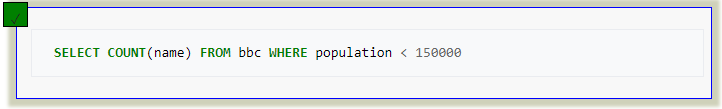 ✓
SELECT COUNT(name) FROM bbc WHERE population < 150000